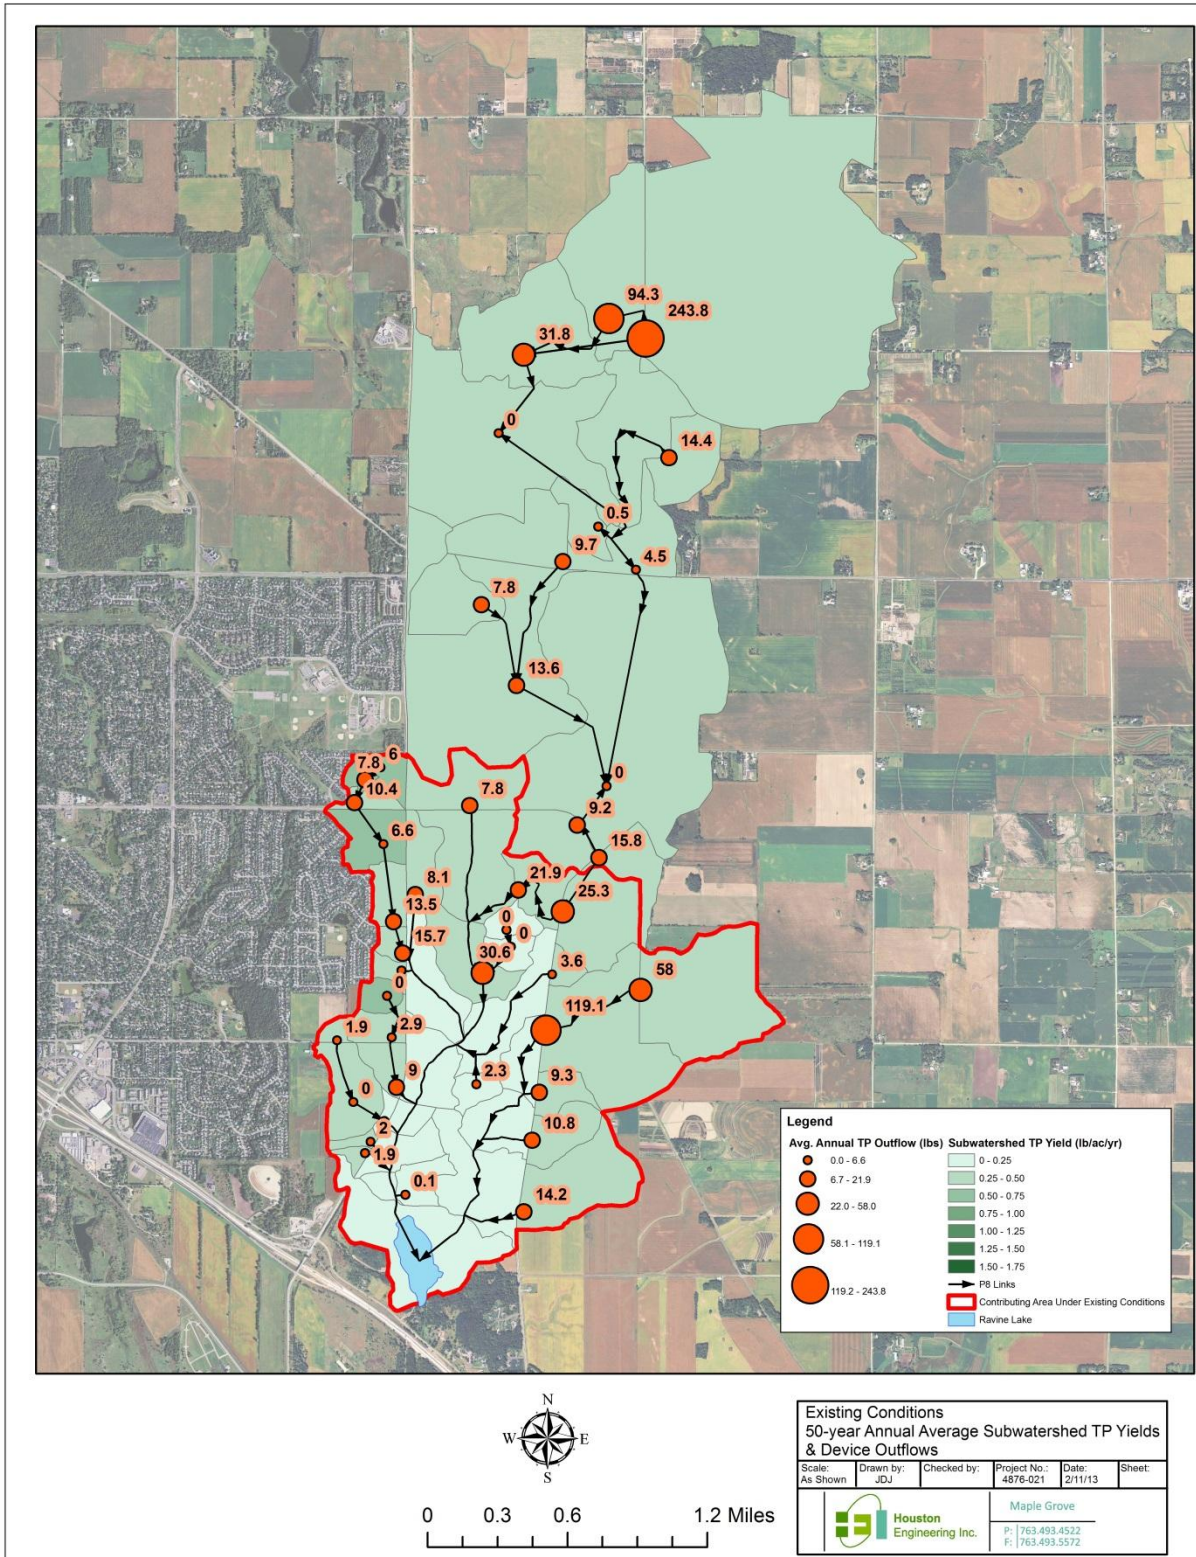 94.3
243.8
31.8
0
14.4
0.5
9.7
4.5
7.8
13.6
6
7.8
0
10.4
7.8
9.2
6.6
15.8
8.1
21.9
25.3
13.5
0
0
15.7
30.6
3.6
58
0
119.1
1.9
2.9
9
2.3
9.3
0
10.8
2
1.9
0.1
14.2
Legend
Avg. Annual TP Outflow (lbs) Subwatershed TP Yield (lb/ac/yr)
0.0 - 6.6
6.7 - 21.9
22.0 - 58.0
58.1 - 119.1
119.2 - 243.8
0 - 0.25
0.25 - 0.50
0.50 - 0.75
0.75 - 1.00
1.00 - 1.25
1.25 - 1.50
1.50 - 1.75
P8 Links
Contributing Area Under Existing Conditions
Ravine Lake
N
W E
S
0 0.3 0.6 1.2 Miles
Existing Conditions
50-year Annual Average Subwatershed TP Yields
& Device Outflows
Scale: Drawn by: Checked by: Project No.: Date: Sheet:
As Shown JDJ 4876-021 2/11/13
Houston
Engineering Inc.
Maple Grove
P: 763.493.4522
F: 763.493.5572